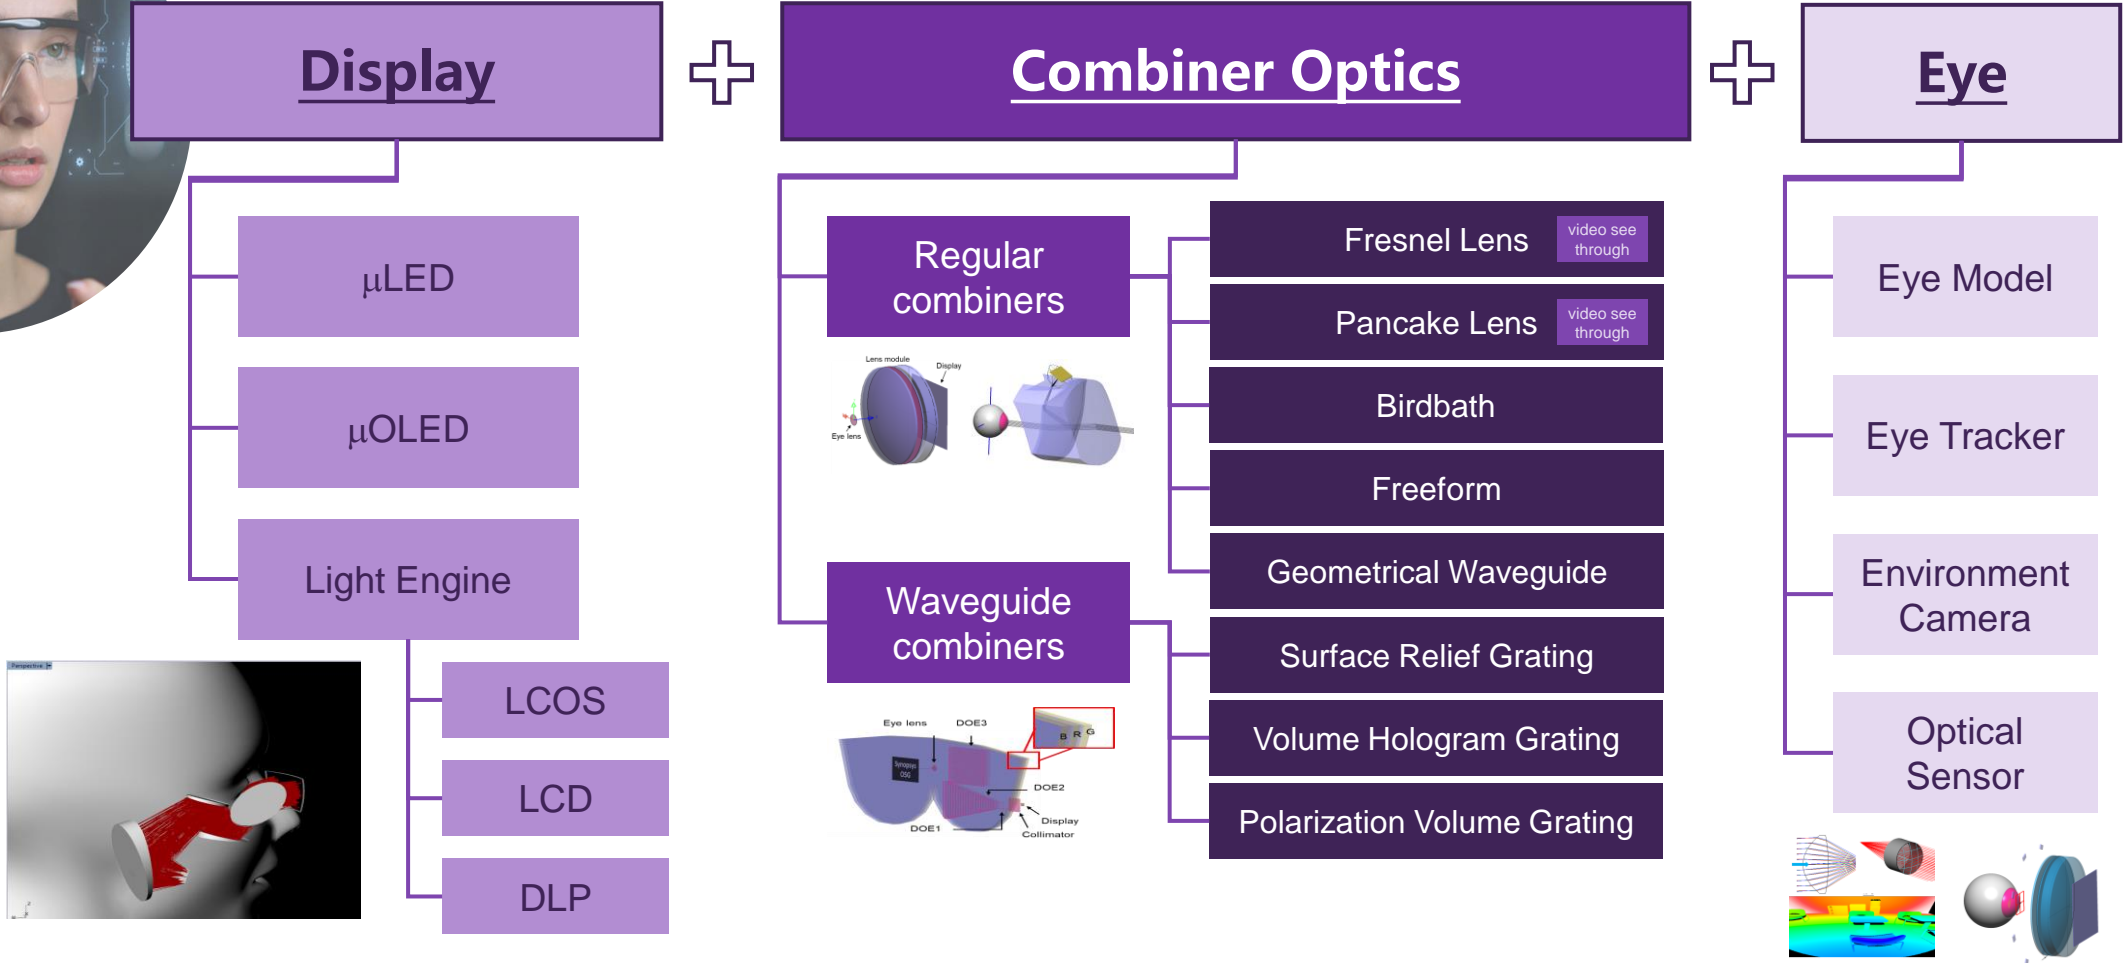 Display
Combiner Optics
Eye
μLED
μOLED
Light Engine
LCOS
LCD
DLP
Perspective
Regular
combiners
Lens module
Display
Eye lens
Waveguide
combiners
Eye lens
DOE3
B R G
Synopsys
OSG
DOE2
Display
DOE1
Collimator
Fresnel Lens
video see
through
Pancake Lens
video see
through
Birdbath
Freeform
Geometrical Waveguide
Surface Relief Grating
Volume Hologram Grating
Polarization Volume Grating
Eye Model
Eye Tracker
Environment
Camera
Optical
Sensor